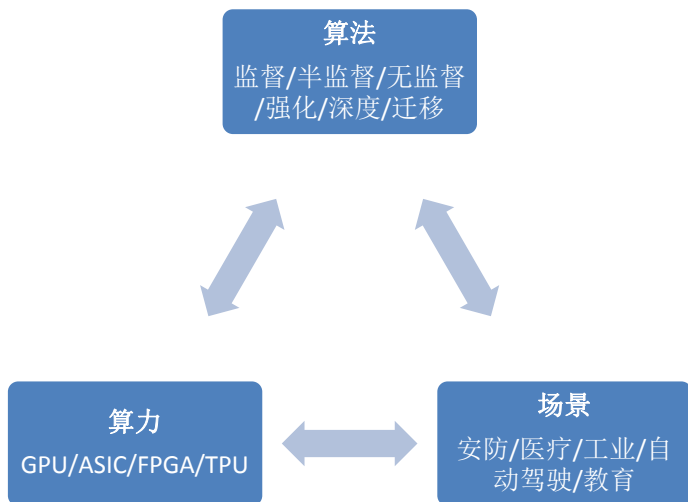 算法
监督/半监督/无监督
/强化/深度/迁移
算力
GPU/ASIC/FPGA/TPU
场景
安防/医疗/工业/自
动驾驶/教育